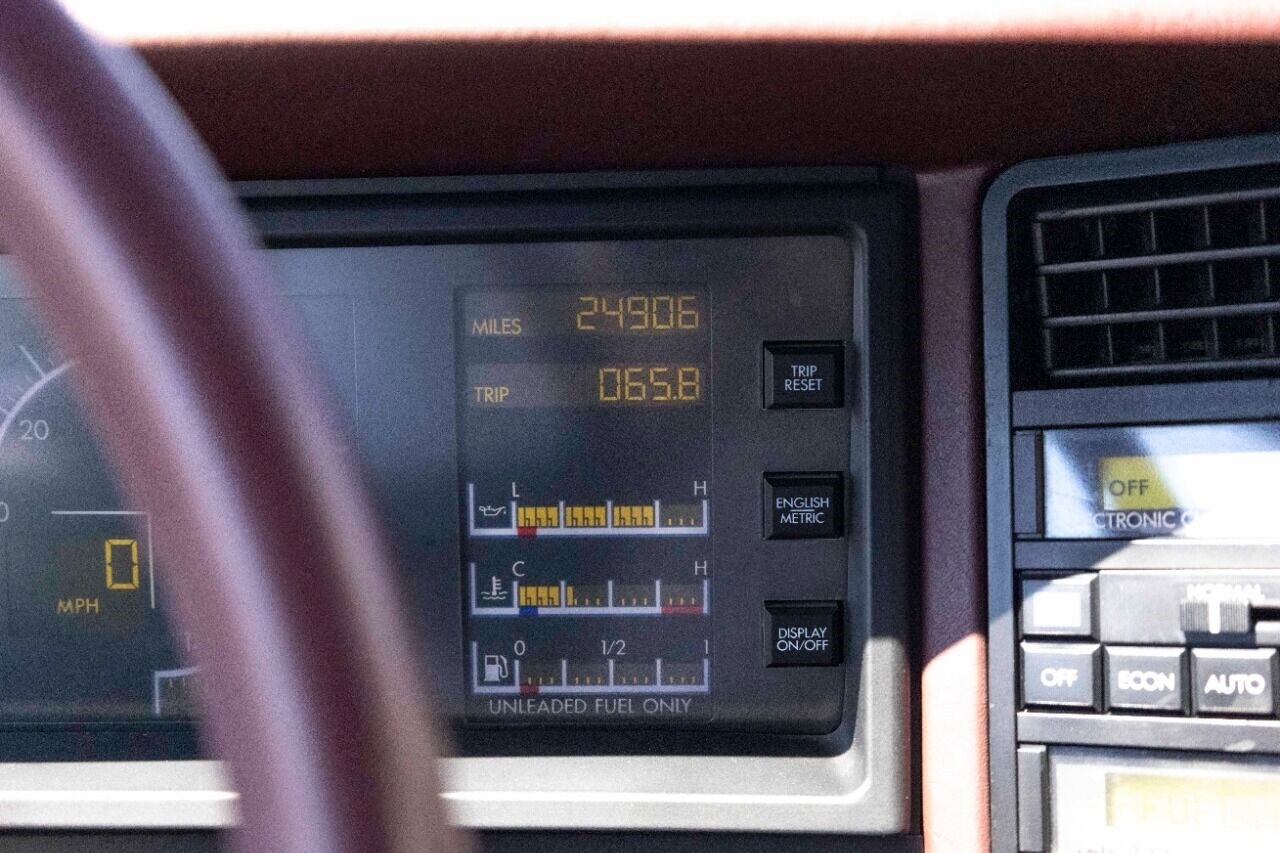 MILES 24906
TRIP 065.8
TRIP
RESET
20
0
0
MPH
L H
ENGLISH
METRIC
C H
0 1/2 1
UNLEADED FUEL ONLY
DISPLAY
ON/OFF
OFF
CTRONIC C
NORMAL
OFF ECON AUTO